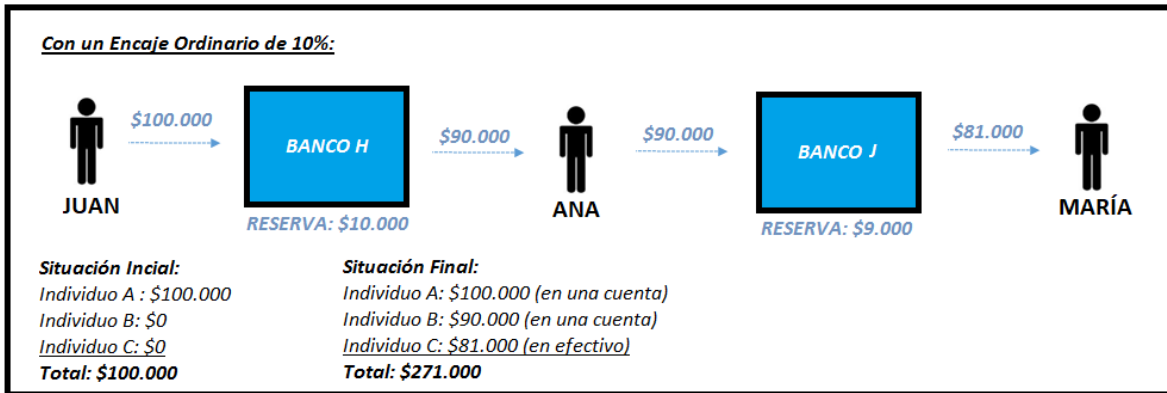 Con un Encaje Ordinario de 10%:
$100.000
BANCO H
$90.000
$90.000
BANCO J
$81.000
JUAN
RESERVA: $10.000
ANA
RESERVA: $9.000
MARÍA
Situación Incial:
Individuo A : $100.000
Individuo B: $0
Individuo C: $0
Total: $100.000
Situación Final:
Individuo A: $100.000 (en una cuenta)
Individuo B: $90.000 (en una cuenta)
Individuo C: $81.000 (en efectivo)
Total: $271.000